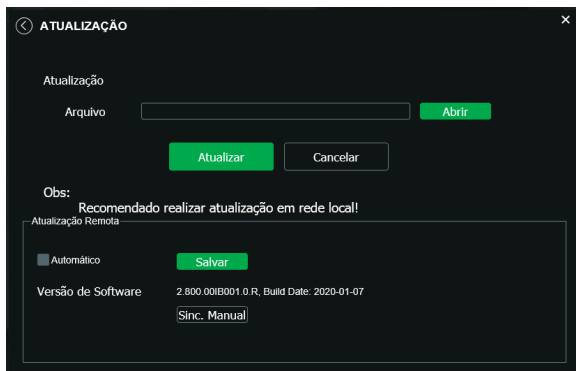 ATUALIZAÇÃO
Atualização
Arquivo Abrir
Atualizar Cancelar
Obs:
Recomendado realizar atualização em rede local!
Atualização Remota
Automático Salvar
Versão de Software 2.800.00IB001.0.R, Build Date: 2020-01-07
Sinc. Manual